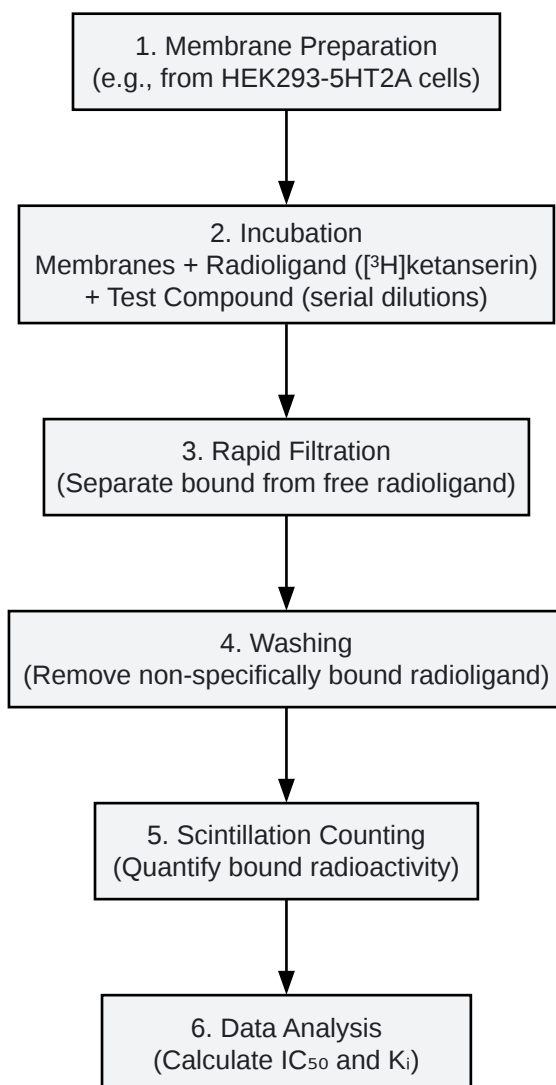 1. Membrane Preparation
(e.g., from HEK293-5HT2A cells)
2. Incubation
Membranes + Radioligand ([³H]ketanserin)
+ Test Compound (serial dilutions)
3. Rapid Filtration
(Separate bound from free radioligand)
4. Washing
(Remove non-specifically bound radioligand)
5. Scintillation Counting
(Quantify bound radioactivity)
6. Data Analysis
(Calculate IC₅₀ and Kᵢ)